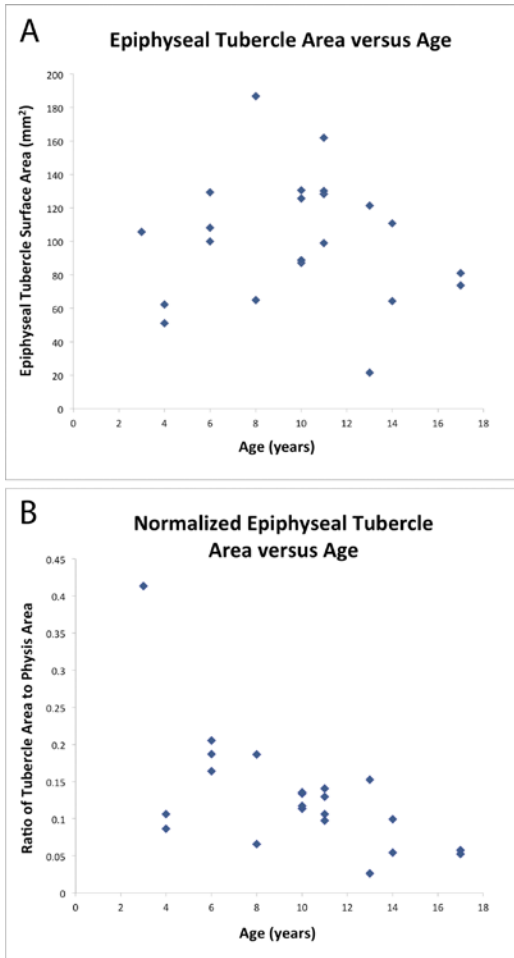 A
Epiphyseal Tubercle Area versus Age
Epiphyseal Tubercle Surface Area (mm²)
200
180
160
140
120
100
80
60
40
20
0
0 2 4 6 8 10 12 14 16 18
Age (years)
B
Normalized Epiphyseal Tubercle
Area versus Age
Ratio of Tubercle Area to Physis Area
0.45
0.4
0.35
0.3
0.25
0.2
0.15
0.1
0.05
0
0 2 4 6 8 10 12 14 16 18
Age (years)